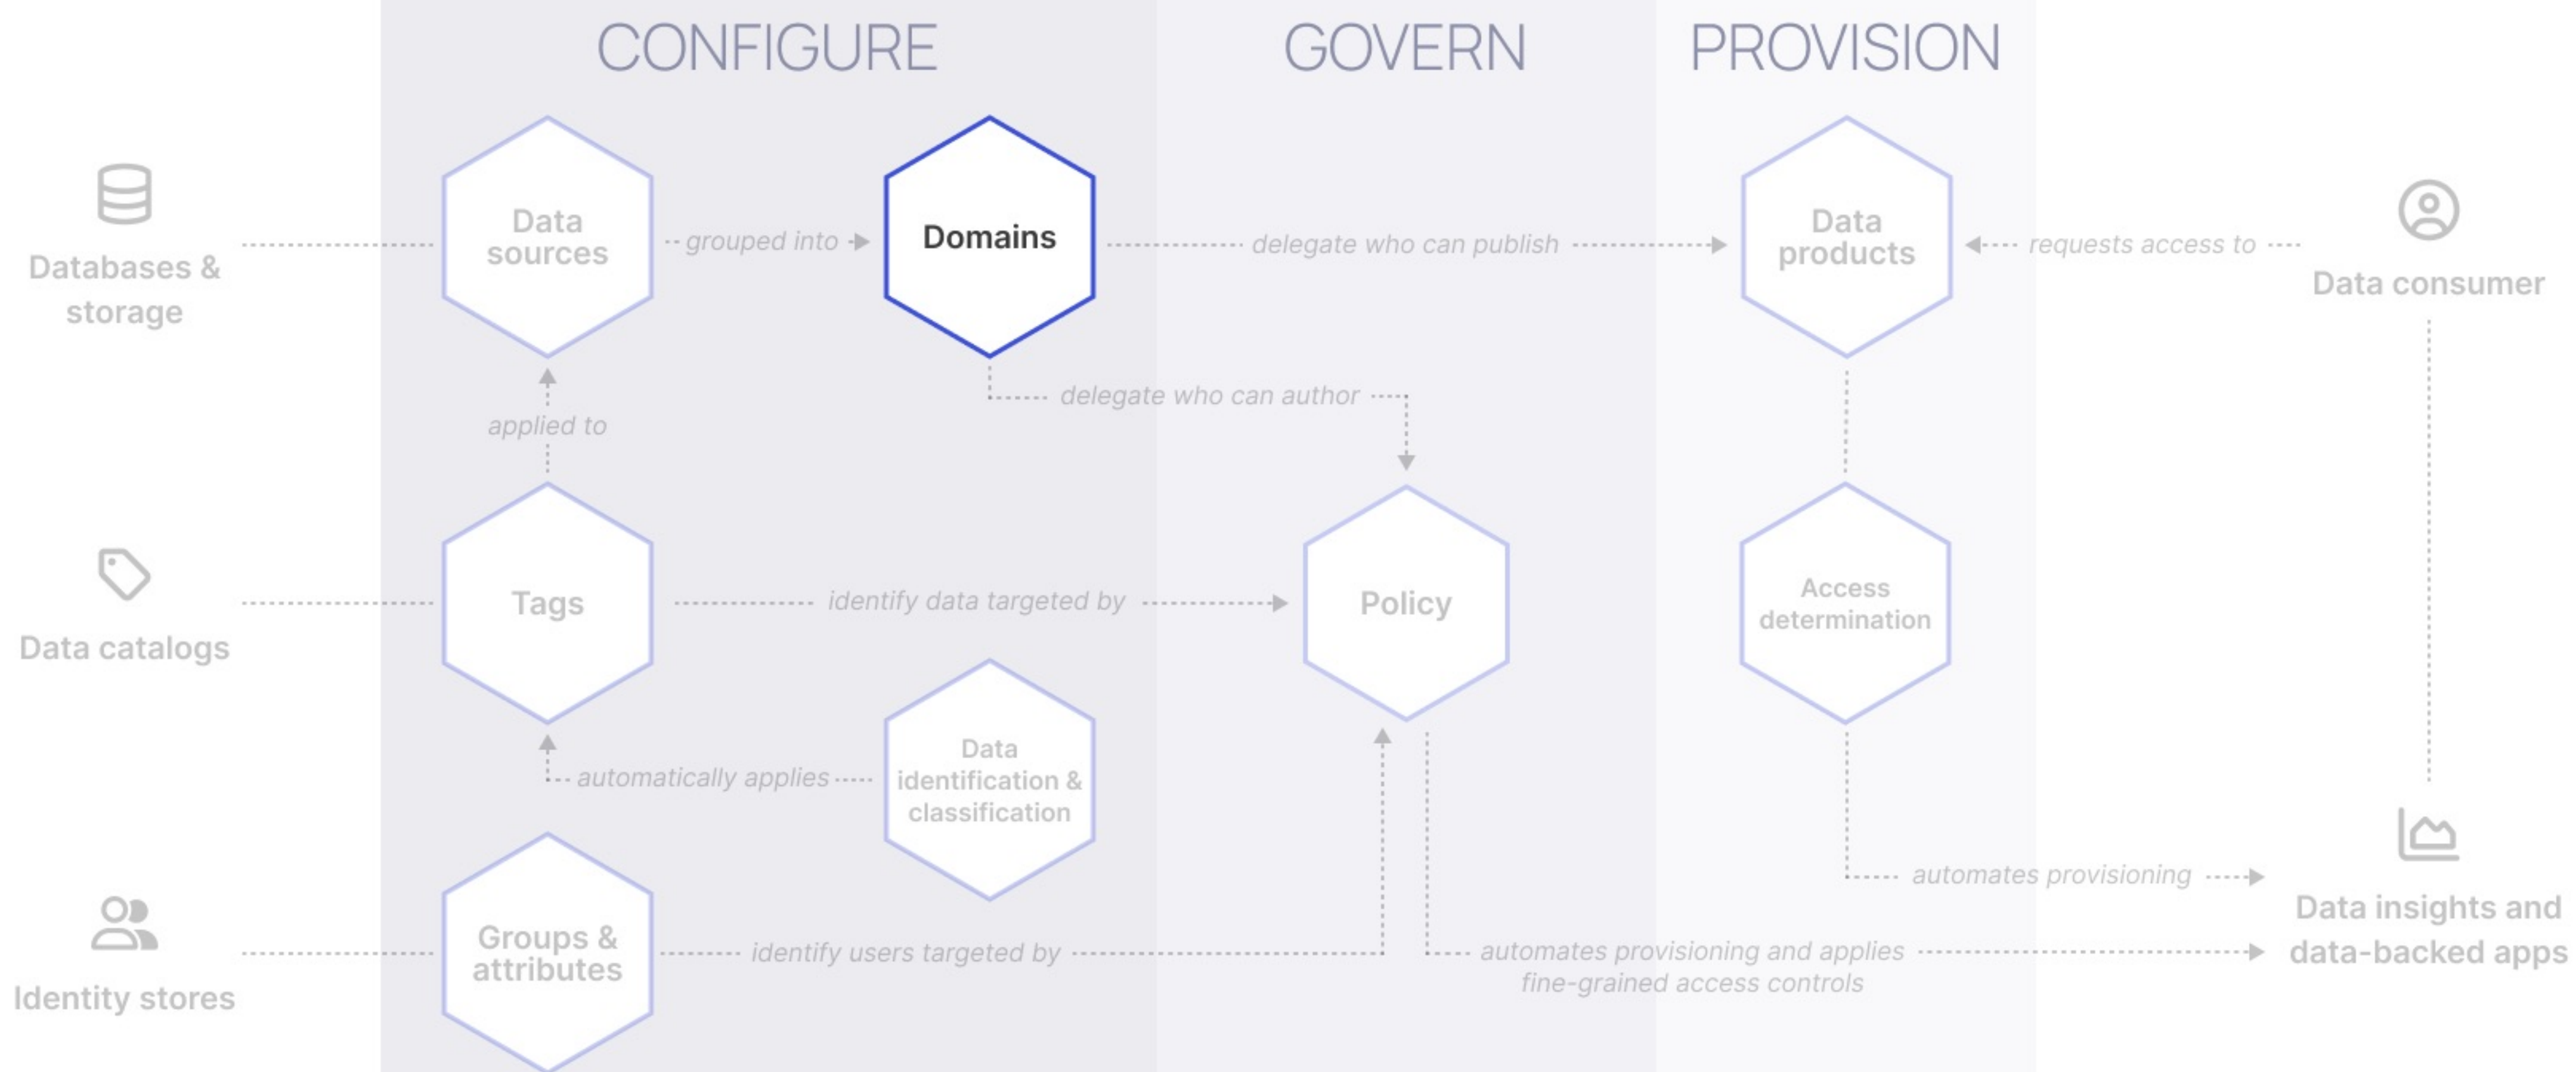 CONFIGURE
GOVERN
PROVISION
Databases &
storage
Data
sources
grouped into
Domains
delegate who can publish
Data
products
requests access to
Data consumer
applied to
delegate who can author
Data catalogs
Tags
identify data targeted by
Policy
Access
determination
automatically applies
Data
identification &
classification
automates provisioning
Identity stores
Groups &
attributes
identify users targeted by
automates provisioning and applies
fine-grained access controls
Data insights and
data-backed apps